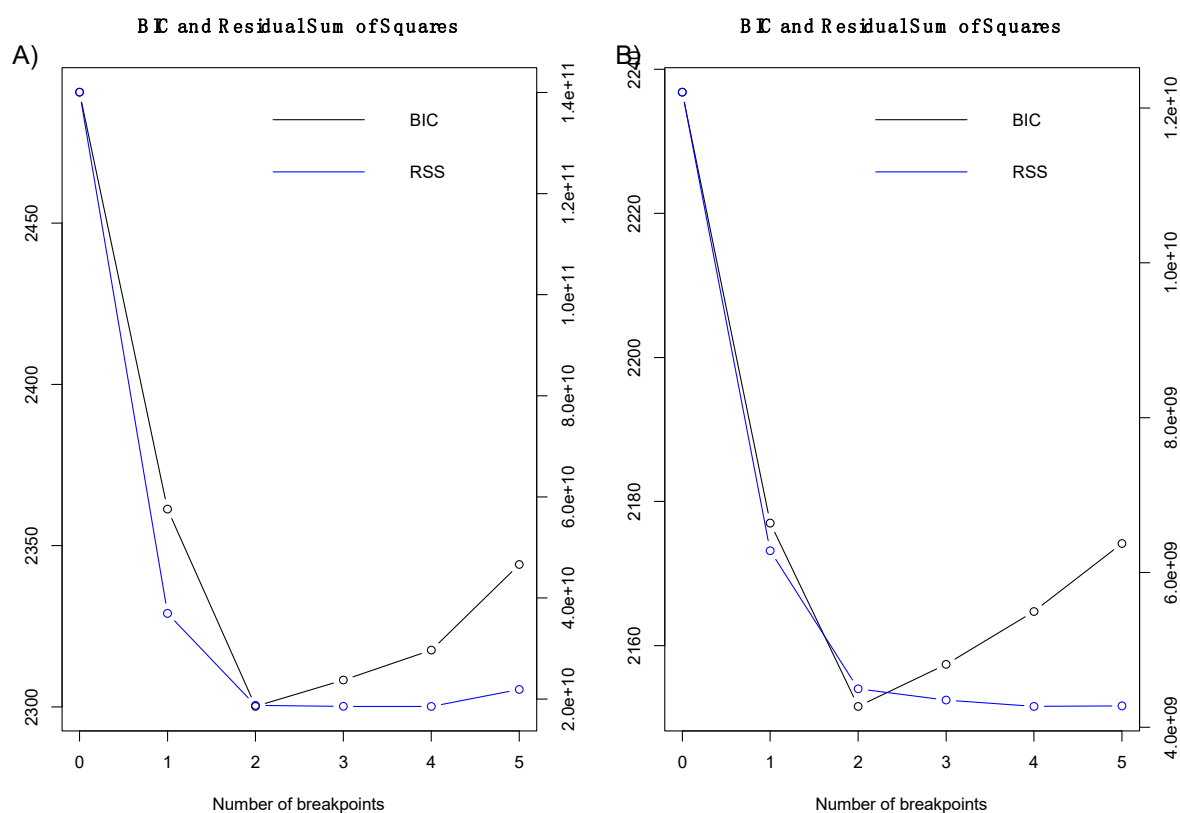 BIC and Residual Sum of Squares
A)
BIC
RSS
2300
2350
2400
2450
2.0e+10
4.0e+10
6.0e+10
8.0e+10
1.0e+11
1.2e+11
1.4e+11
0 1 2 3 4 5
Number of breakpoints
BIC and Residual Sum of Squares
B)
BIC
RSS
2160
2180
2200
2220
2240
4.0e+09
6.0e+09
8.0e+09
1.0e+10
1.2e+10
0 1 2 3 4 5
Number of breakpoints